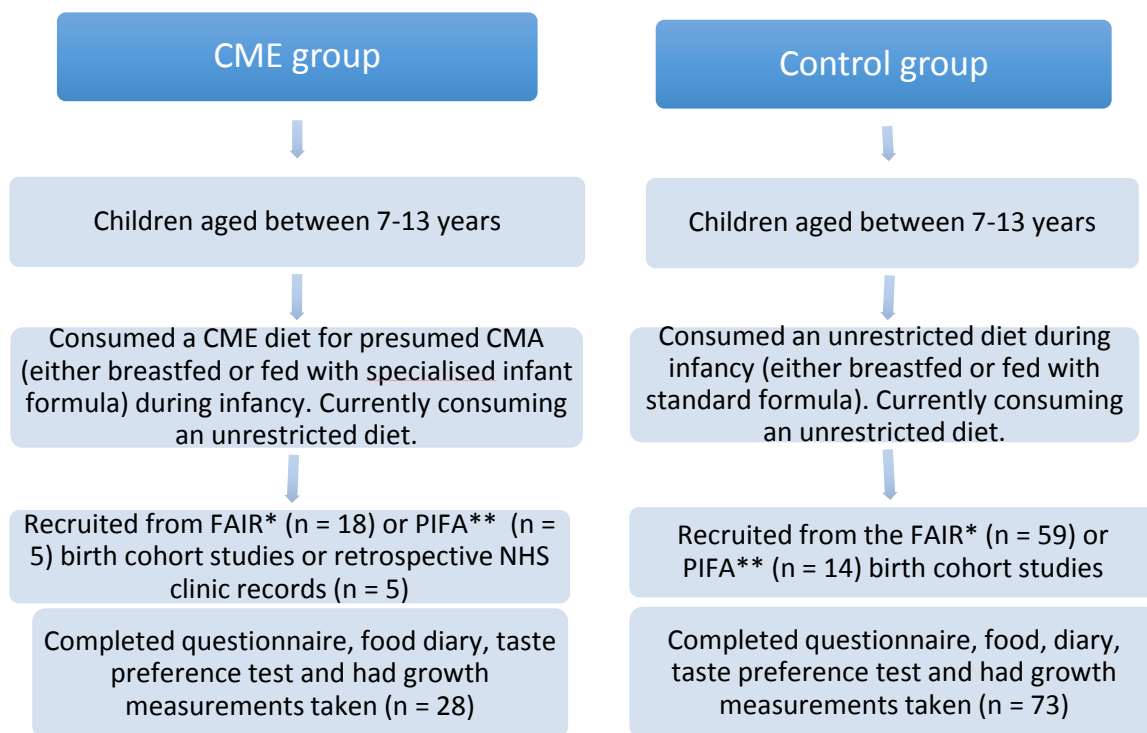 CME group
Children aged between 7-13 years
Consumed a CME diet for presumed CMA
(either breastfed or fed with specialised infant
formula) during infancy. Currently consuming
an unrestricted diet.
Recruited from FAIR* (n = 18) or PIFA** (n =
5) birth cohort studies or retrospective NHS
clinic records (n = 5)
Completed questionnaire, food diary, taste
preference test and had growth
measurements taken (n = 28)
Control group
Children aged between 7-13 years
Consumed an unrestricted diet during
infancy (either breastfed or fed with
standard formula). Currently consuming
an unrestricted diet.
Recruited from the FAIR* (n = 59) or
PIFA** (n = 14) birth cohort studies
Completed questionnaire, food, diary,
taste preference test and had growth
measurements taken (n = 73)